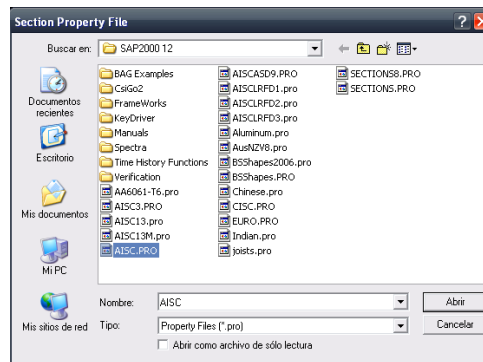 Section Property File
Buscar en: SAP2000 12
Documentos recientes
Escritorio
Mis documentos
Mi PC
Mis sitios de red
BAG Examples
CsiGo2
FrameWorks
KeyDriver
Manuals
Spectra
Time History Functions
Verification
AA6061-T6.pro
AISC3.PRO
AISC13.pro
AISC13M.pro
AISC.PRO
AISCASD9.PRO
AISCLRFD1.pro
AISCLRFD2.pro
AISCLRFD3.pro
Aluminum.pro
AusNZV8.pro
BSShapes2006.pro
BSShapes.PRO
Chinese.pro
CISC.PRO
EURO.PRO
Indian.pro
joists.pro
SECTIONS8.PRO
SECTIONS.PRO
Nombre: AISC Abrir
Tipo: Property Files (*.pro) Cancelar
Abrir como archivo de sólo lectura